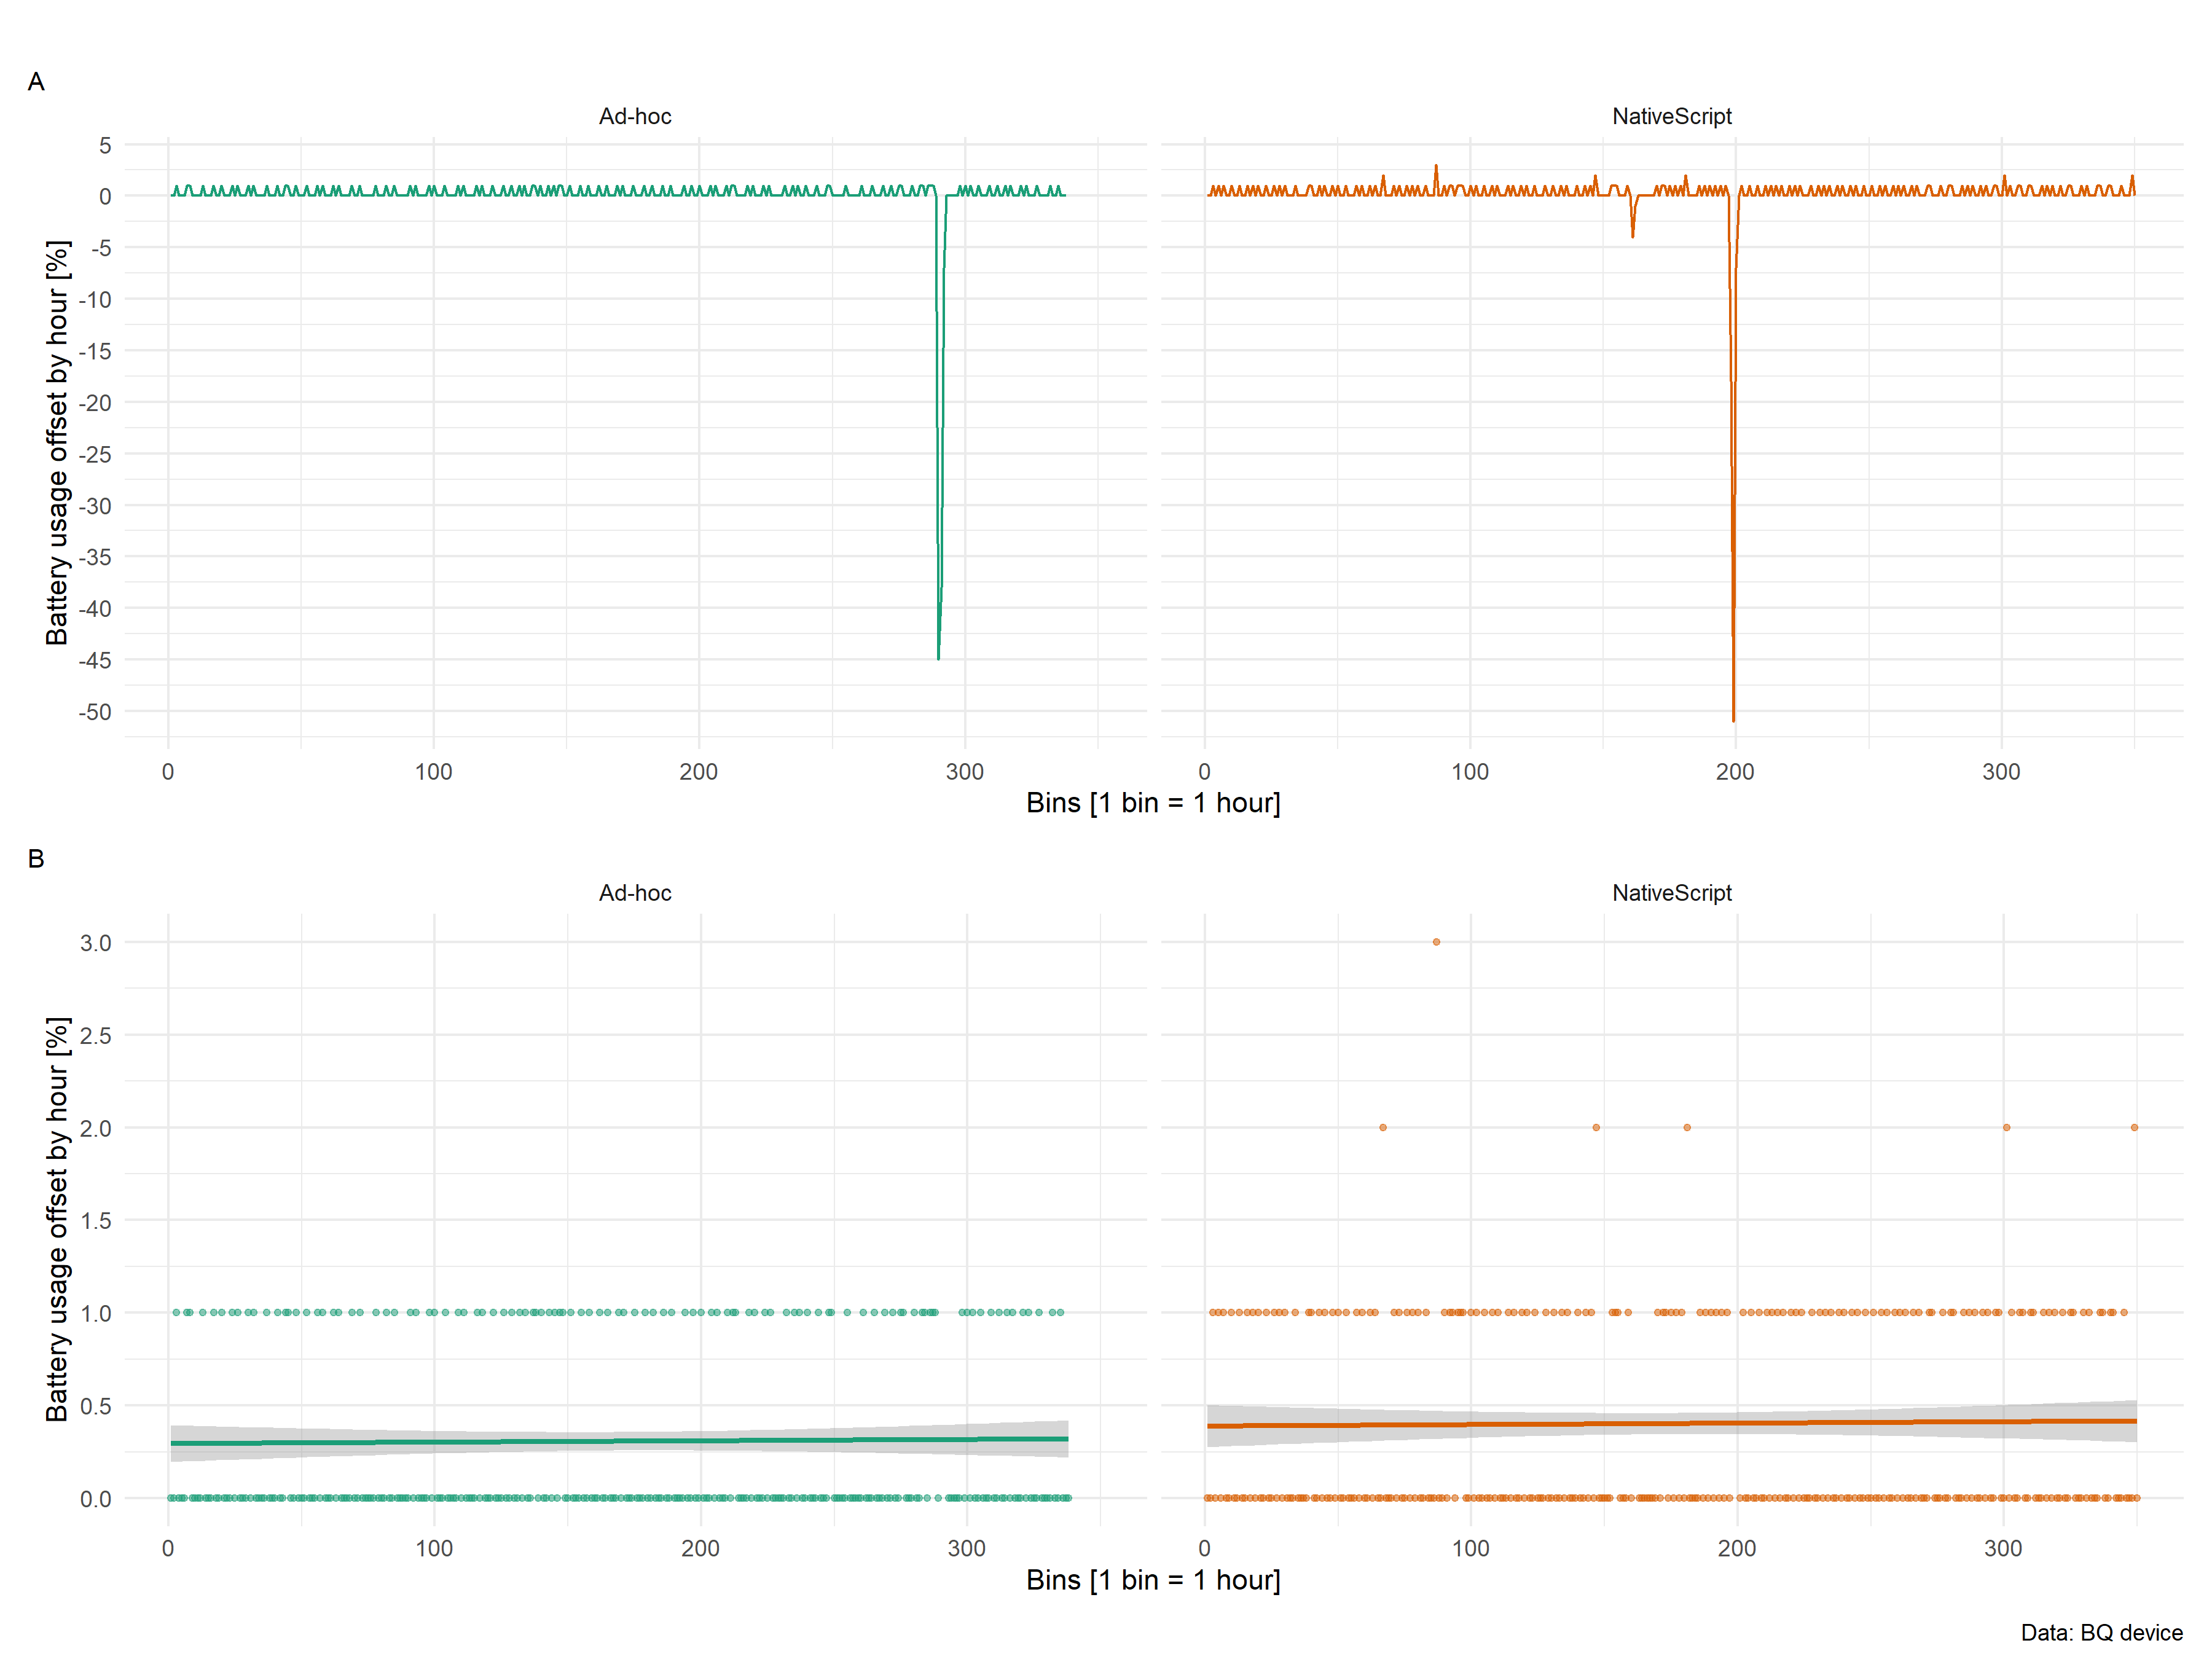 A
Ad-hoc NativeScript
Battery usage offset by hour [%]
5
0
-5
-10
-15
-20
-25
-30
-35
-40
-45
-50
0 100 200 300 0 100 200 300
Bins [1 bin = 1 hour]
B
Ad-hoc NativeScript
Battery usage offset by hour [%]
3.0
2.5
2.0
1.5
1.0
0.5
0.0
0 100 200 300 0 100 200 300
Bins [1 bin = 1 hour]
Data: BQ device